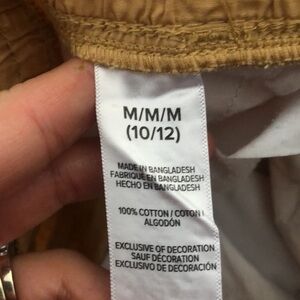 M/M/M
(10/12)
MADE IN BANGLADESH
FABRIQUE EN BANGLADESH
HECHO EN BANGLADESH
100% COTTON / COTON /
ALGODÓN
EXCLUSIVE OF DECORATION
SAUF DÉCORATION
EXCLUSIVO DE DECORACIÓN